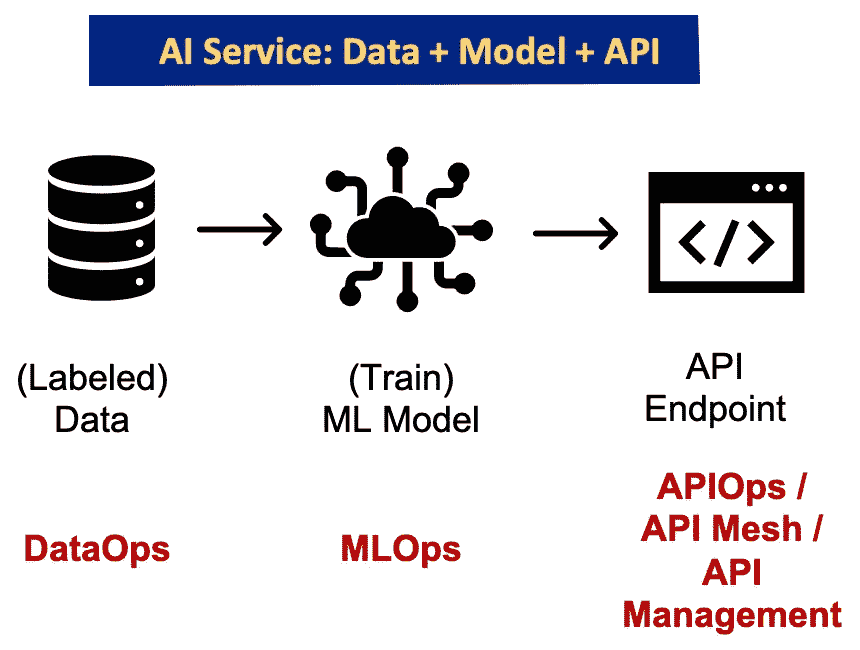 AI Service: Data + Model + API
</>
(Labeled)
Data
(Train)
ML Model
API
Endpoint
DataOps
MLOps
APIOps /
API Mesh /
API
Management